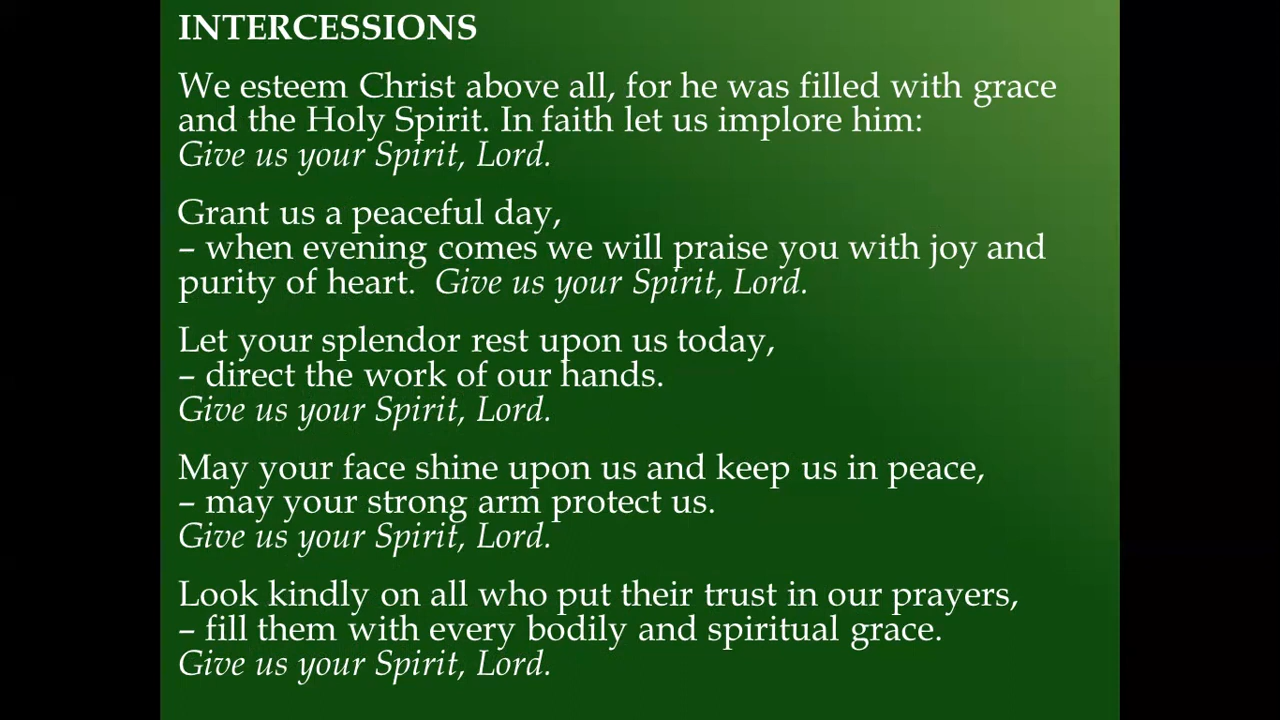 INTERCESSIONS
We esteem Christ above all, for he was filled with grace
and the Holy Spirit. In faith let us implore him:
Give us your Spirit, Lord.
Grant us a peaceful day,
– when evening comes we will praise you with joy and
purity of heart.  Give us your Spirit, Lord.
Let your splendor rest upon us today,
– direct the work of our hands.
Give us your Spirit, Lord.
May your face shine upon us and keep us in peace,
– may your strong arm protect us.
Give us your Spirit, Lord.
Look kindly on all who put their trust in our prayers,
– fill them with every bodily and spiritual grace.
Give us your Spirit, Lord.